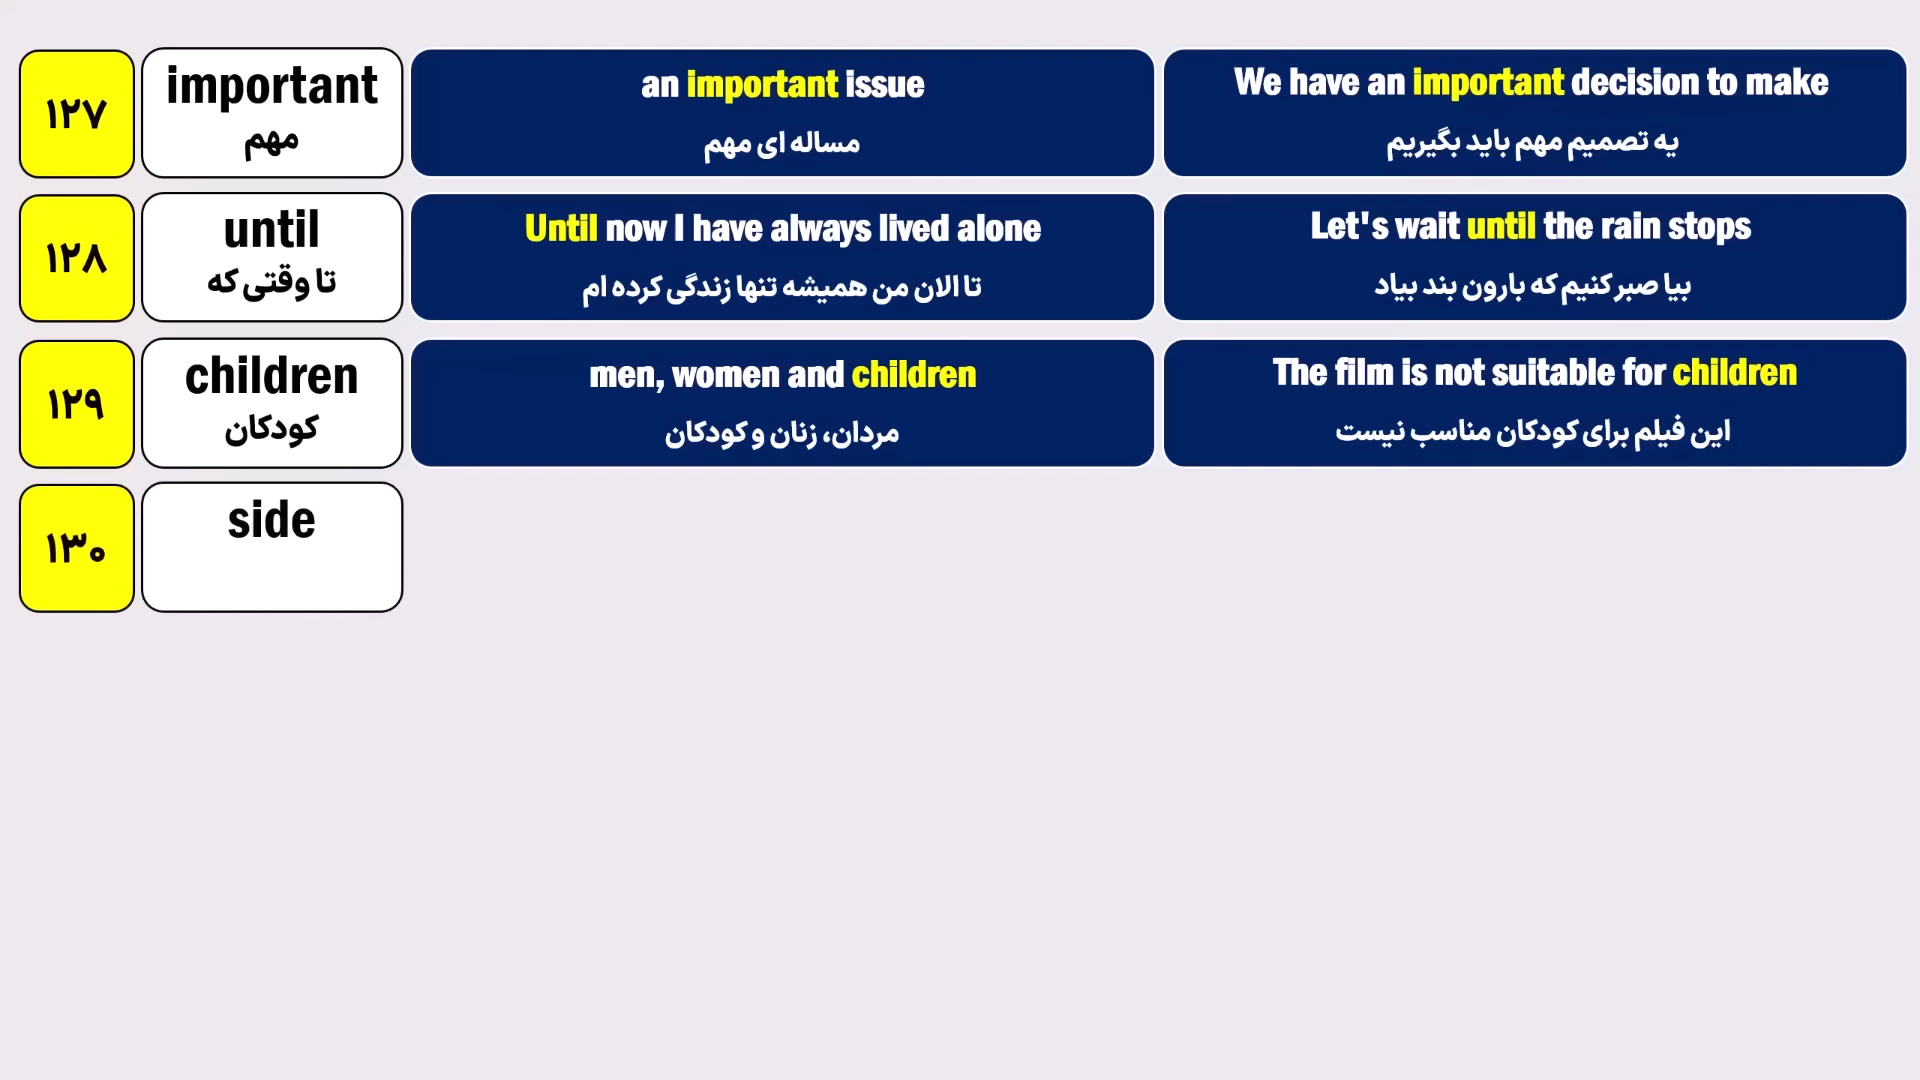 ۱۲۷
important
مهم
an important issue
مساله ای مهم
We have an important decision to make
یه تصمیم مهم باید بگیریم
۱۲۸
until
تا وقتی که
Until now I have always lived alone
تا الان من همیشه تنها زندگی کرده ام
Let's wait until the rain stops
بیا صبر کنیم که بارون بند بیاد
۱۲۹
children
کودکان
men, women and children
مردان، زنان و کودکان
The film is not suitable for children
این فیلم برای کودکان مناسب نیست
۱۳۰
side